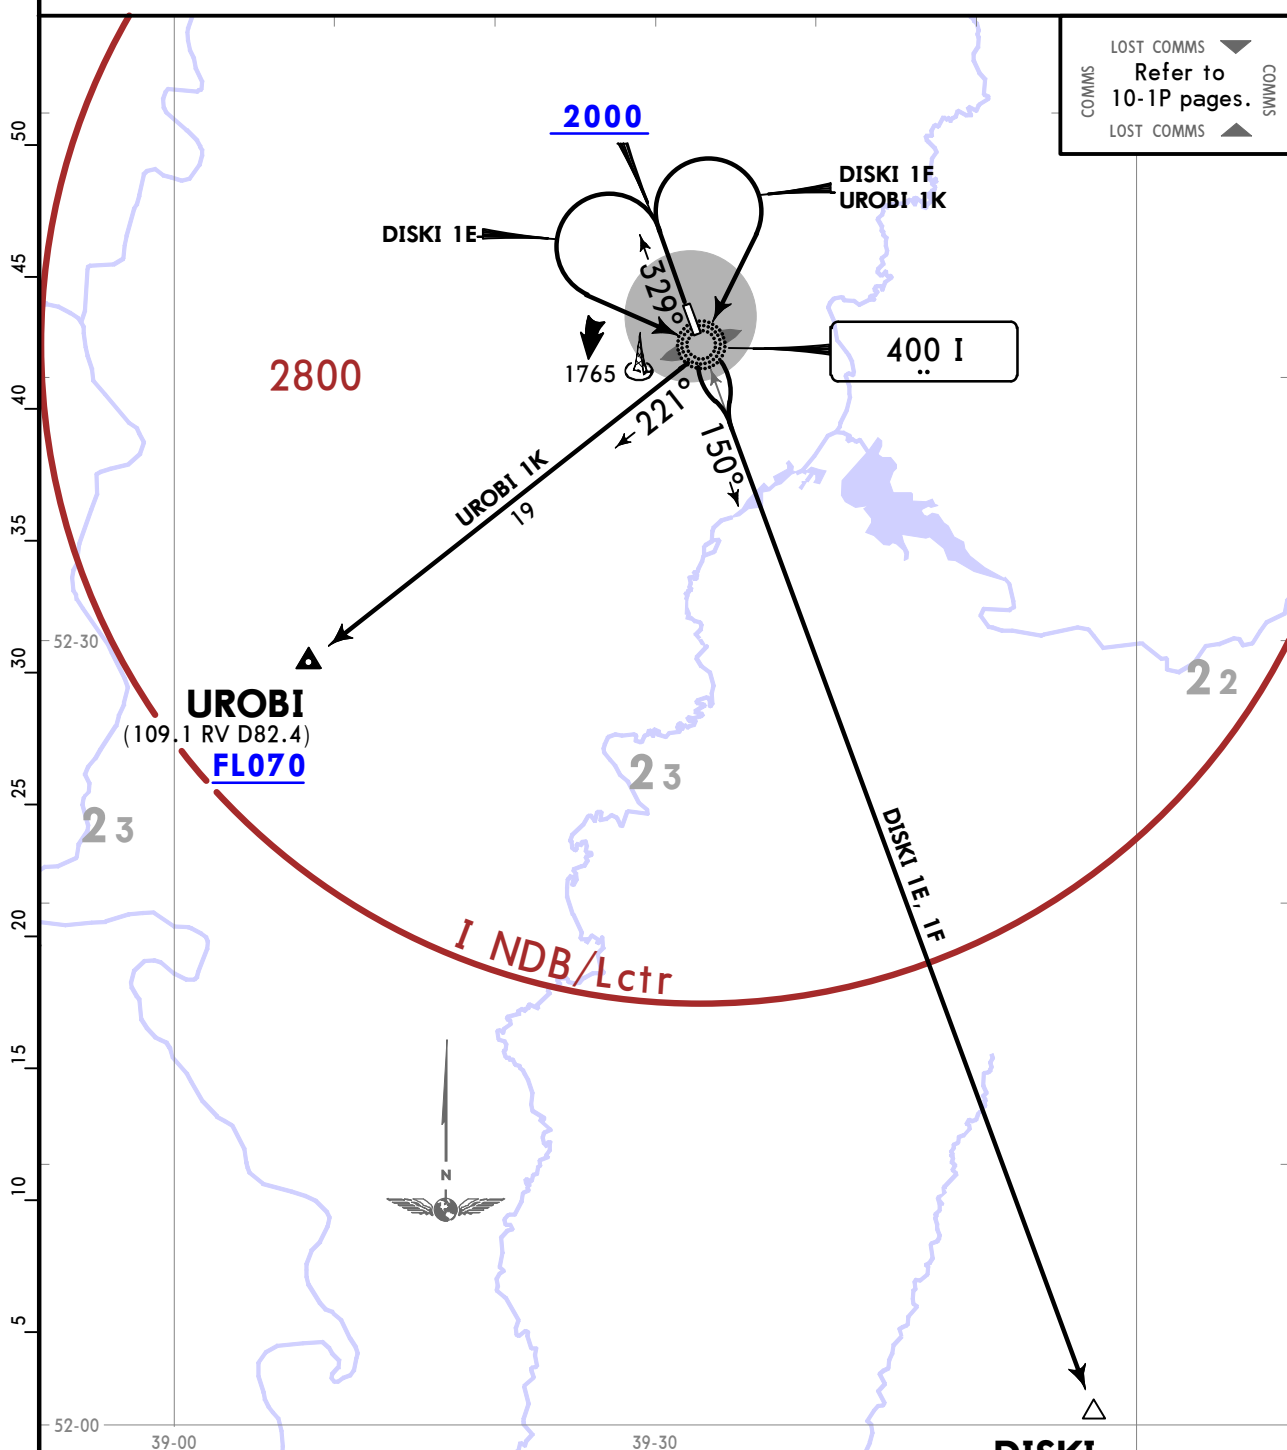 LOST COMMS
COMMS
Refer to
10-1P pages.
COMMS
LOST COMMS
2000
DISKI 1F
UROBI 1K
DISKI 1E
329°
400 I
••
1765
2800
221°
150°
UROBI 1K
19
50
45
40
35
30
25
20
15
10
5
52-30
UROBI
(109.1 RV D82.4)
FL070
22
23
23
DISKI 1E, 1F
I NDB/Lctr
N
52-00
39-00
39-30
DISKI